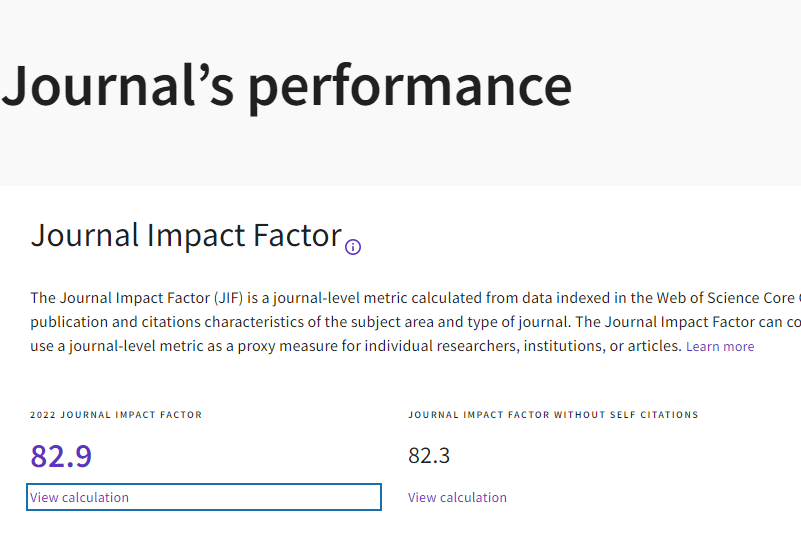 Journal’s performance
Journal Impact Factor
The Journal Impact Factor (JIF) is a journal-level metric calculated from data indexed in the Web of Science Core
publication and citations characteristics of the subject area and type of journal. The Journal Impact Factor can co
use a journal-level metric as a proxy measure for individual researchers, institutions, or articles. Learn more
2022 JOURNAL IMPACT FACTOR
JOURNAL IMPACT FACTOR WITHOUT SELF CITATIONS
82.9
82.3
View calculation
View calculation